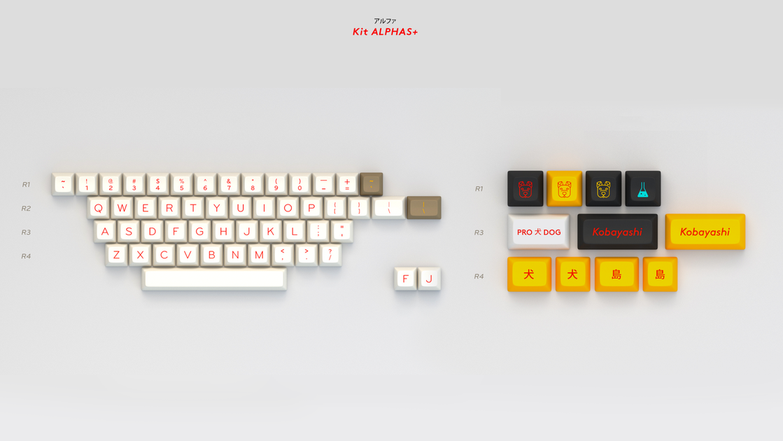 アルファ
Kit ALPHAS+
R1
~ ! @ # $ % ^ & * ( ) — +
` 1 2 3 4 5 6 7 8 9 0 – =
R2
Q W E R T Y U I O P
R3
A S D F G H J K L
R4
Z X C V B N M < > ?
F J
R1
R3
PRO 犬 DOG
Kobayashi
Kobayashi
R4
犬 犬 島 島